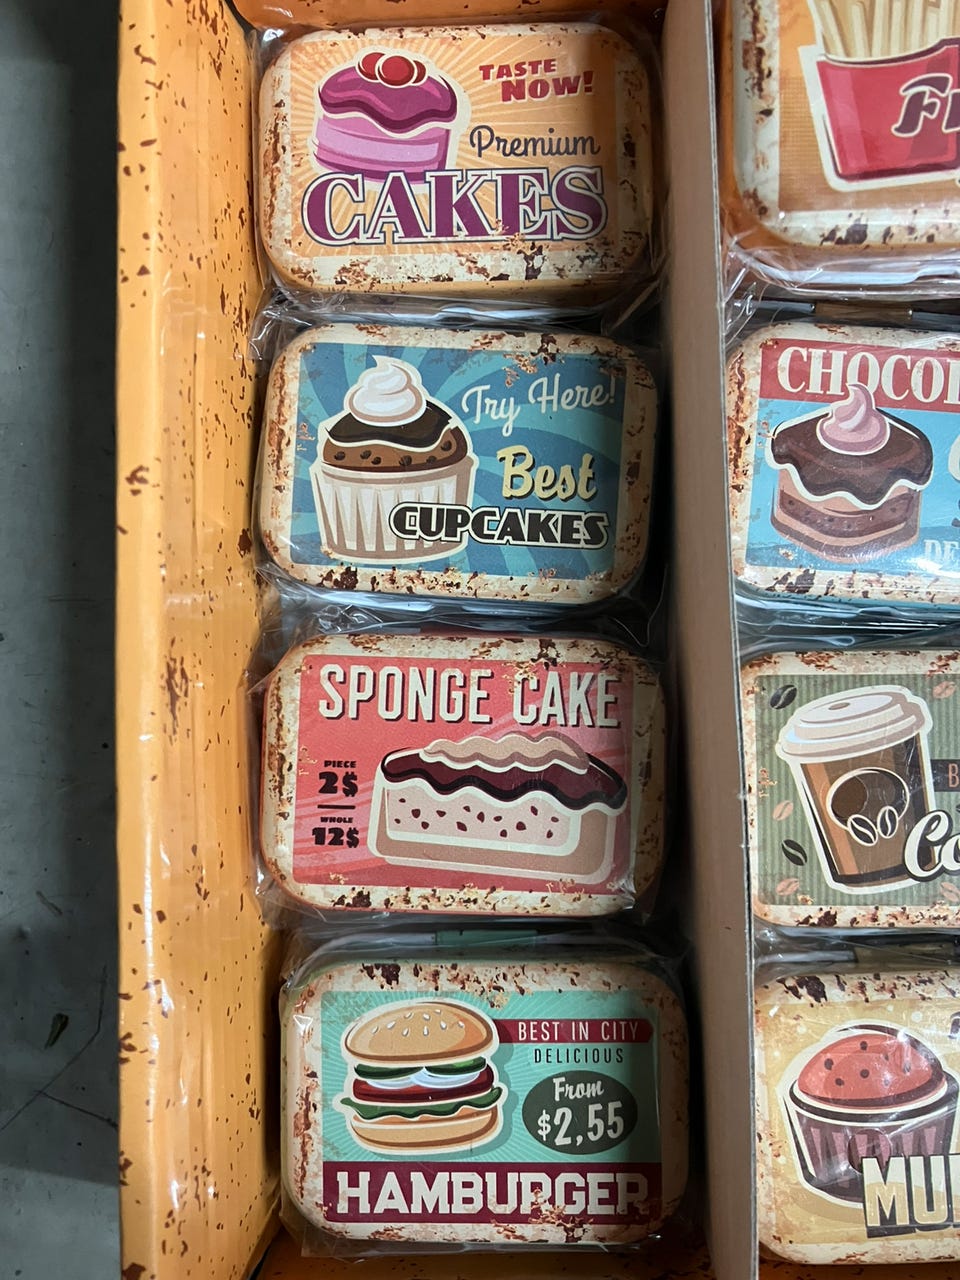 TASTE
NOW!
Premium
CAKES
Try Here!
Best
CUPCAKES
SPONGE CAKE
PIECE
2$
WHOLE
12$
BEST IN CITY
DELICIOUS
From
$2,55
HAMBURGER